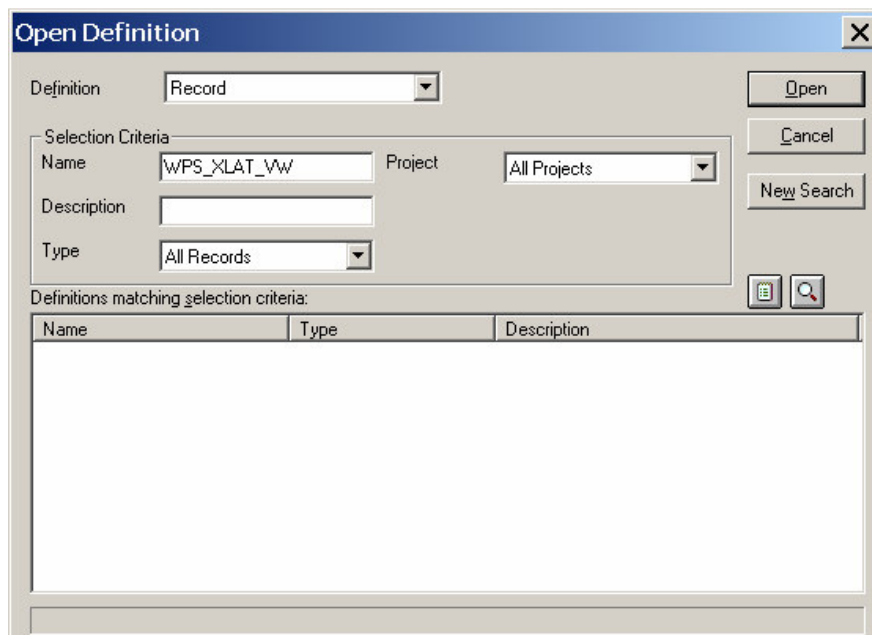 Open Definition
Definition Record Open
Selection Criteria Cancel
Name WPS_XLAT_VW Project All Projects
New Search
Description
Type All Records
Definitions matching selection criteria:
Name Type Description